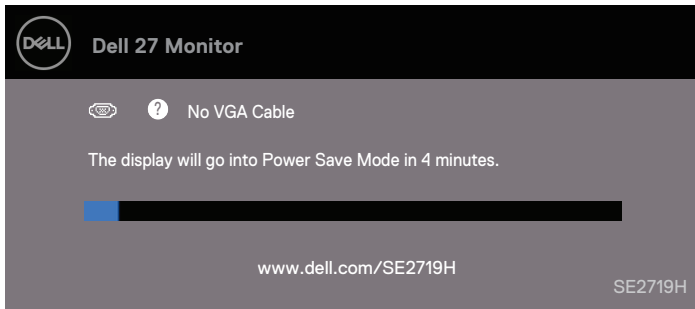 DELL
Dell 27 Monitor
? No VGA Cable
The display will go into Power Save Mode in 4 minutes.
www.dell.com/SE2719H
SE2719H